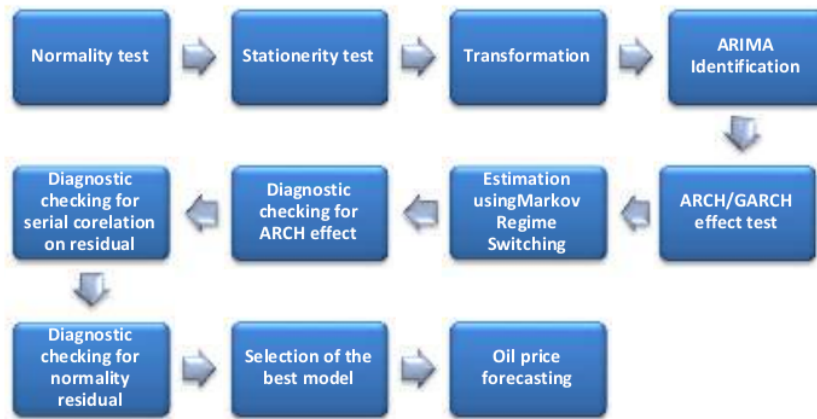 Normality test
Stationerity test
Transformation
ARIMA
Identification
ARCH/GARCH
effect test
Estimation
usingMarkov
Regime
Switching
Diagnostic
checking for
ARCH effect
Diagnostic
checking for
serial corelation
on residual
Diagnostic
checking for
normality
residual
Selection of the
best model
Oil price
forecasting